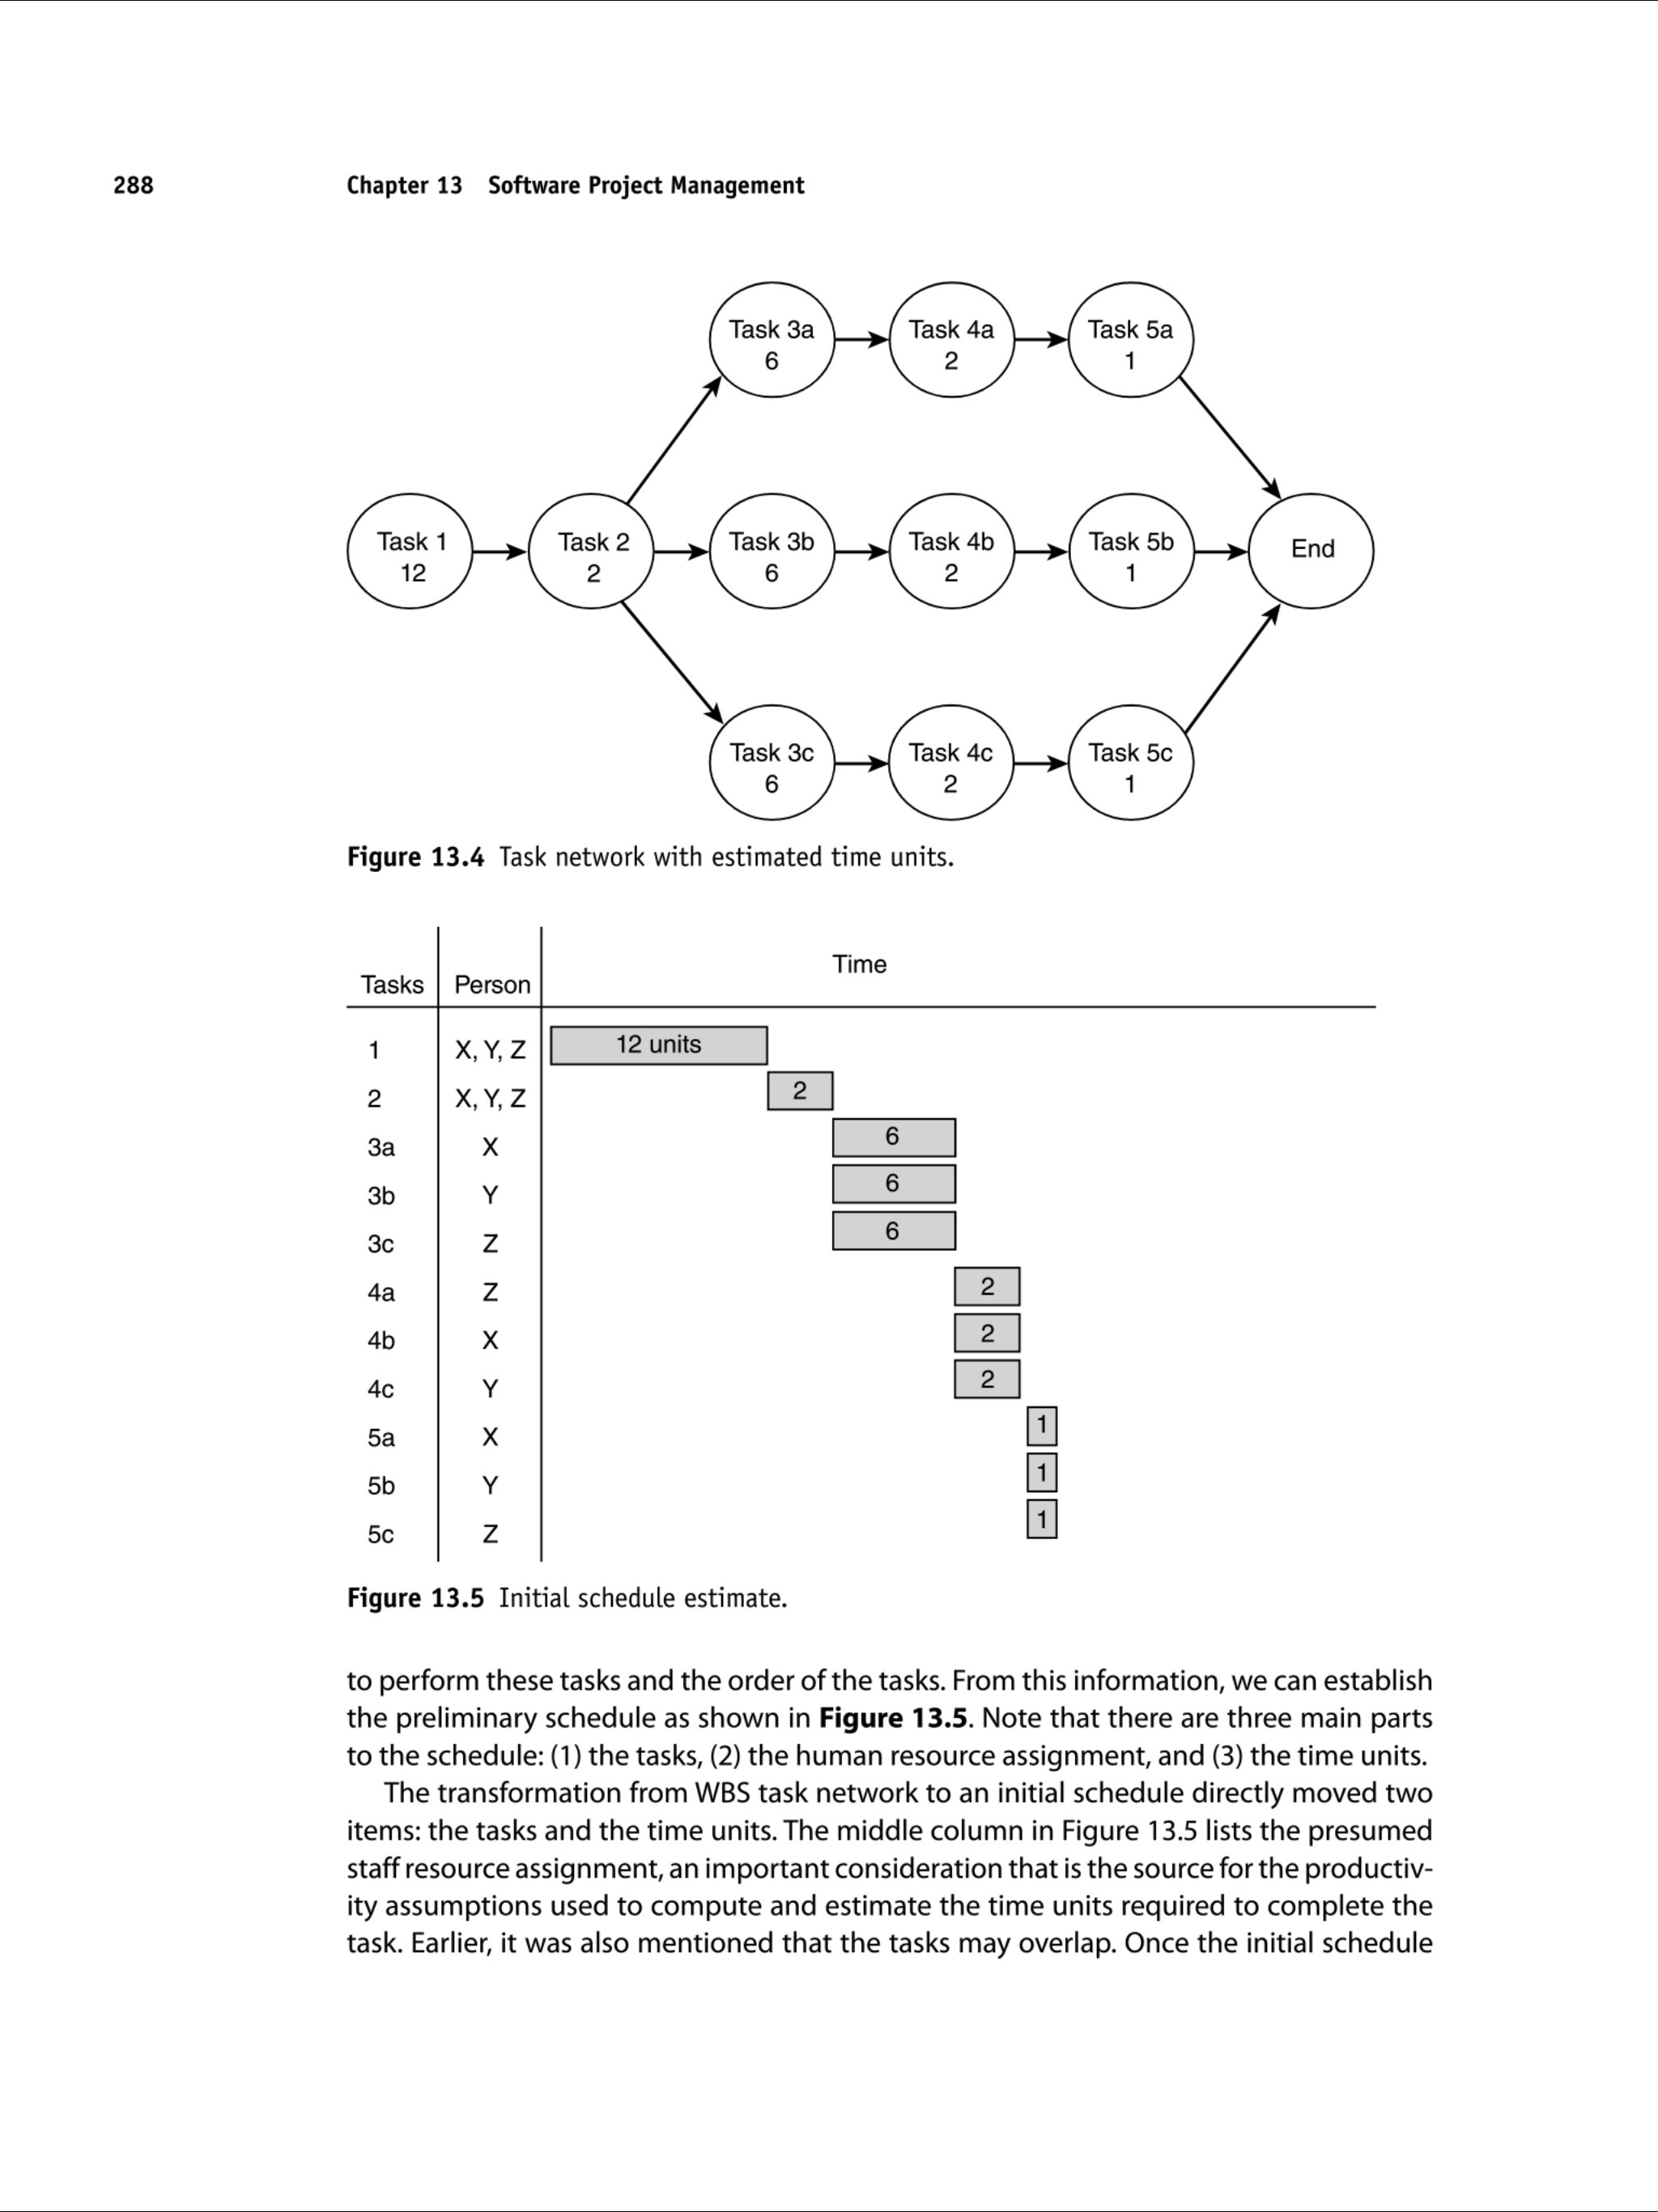 288 Chapter 13 Software Project Management
Task 3a
6
Task 4a
2
Task 5a
1
Task 1
12
Task 2
2
Task 3b
6
Task 4b
2
Task 5b
1
End
Task 3c
6
Task 4c
2
Task 5c
1
Figure 13.4 Task network with estimated time units.
Time
Tasks Person
1 X, Y, Z 12 units
2 X, Y, Z 2
3a X 6
3b Y 6
3c Z 6
4a Z 2
4b X 2
4c Y 2
5a X 1
5b Y 1
5c Z 1
Figure 13.5 Initial schedule estimate.
to perform these tasks and the order of the tasks. From this information, we can establish
the preliminary schedule as shown in Figure 13.5. Note that there are three main parts
to the schedule: (1) the tasks, (2) the human resource assignment, and (3) the time units.
The transformation from WBS task network to an initial schedule directly moved two
items: the tasks and the time units. The middle column in Figure 13.5 lists the presumed
staff resource assignment, an important consideration that is the source for the productiv-
ity assumptions used to compute and estimate the time units required to complete the
task. Earlier, it was also mentioned that the tasks may overlap. Once the initial schedule